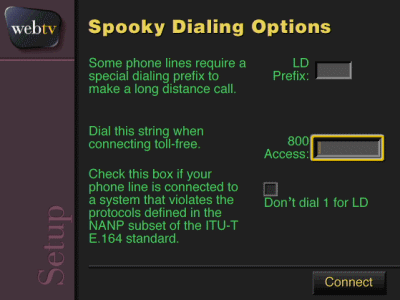 webtv
Spooky Dialing Options
Some phone lines require a
special dialing prefix to
make a long distance call.
LD
Prefix:
Dial this string when
connecting toll-free.
800
Access:
Check this box if your
phone line is connected to
a system that violates the
protocols defined in the
NANP subset of the ITU-T
E.164 standard.
Don't dial 1 for LD
Setup
Connect